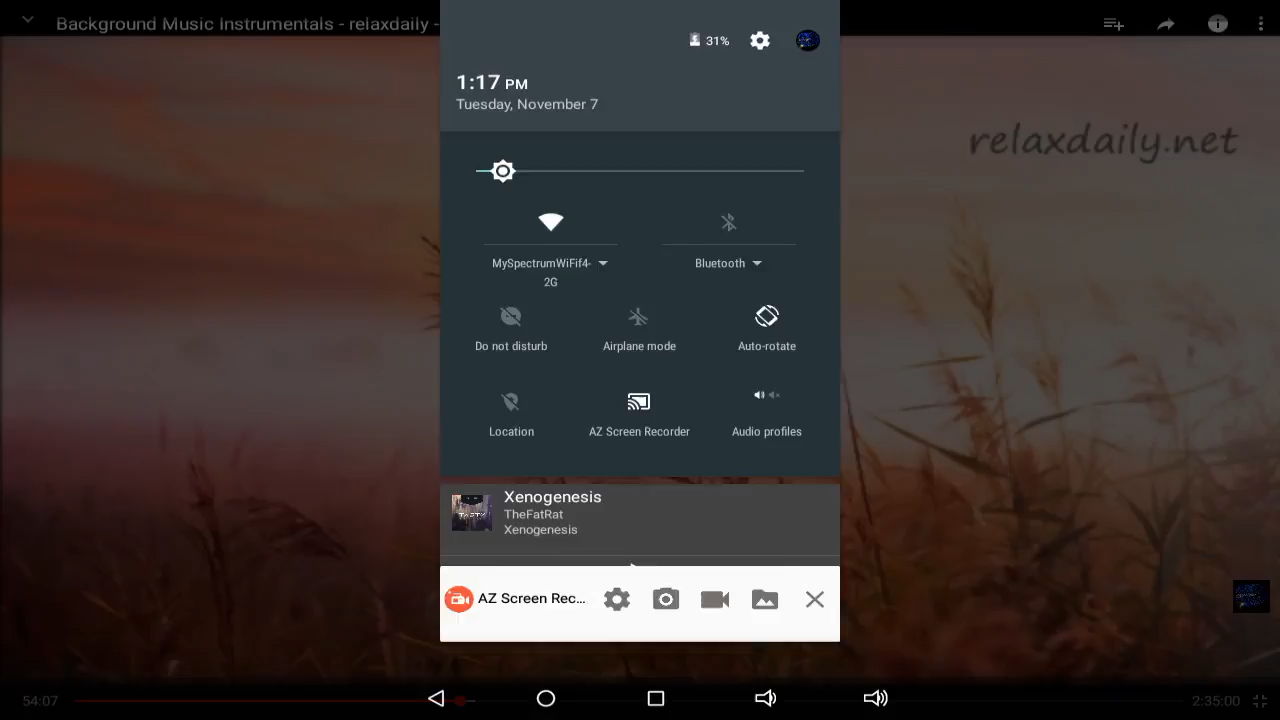 Background Music Instrumentals - relaxdaily -
31%
1:17 PM
Tuesday, November 7
relaxdaily.net
MySpectrumWiFif4-
2G
Bluetooth
Do not disturb
Airplane mode
Auto-rotate
Location
AZ Screen Recorder
Audio profiles
Xenogenesis
TheFatRat
Xenogenesis
TASTY
AZ Screen Rec...
54:07
2:35:00